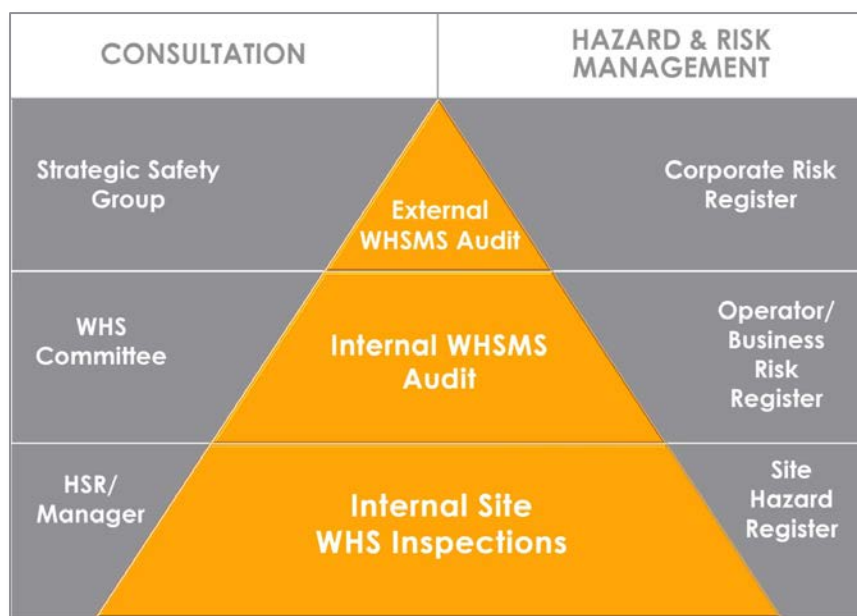 CONSULTATION
HAZARD & RISK
MANAGEMENT
Strategic Safety
Group
External
WHSMS Audit
Corporate Risk
Register
WHS
Committee
Internal WHSMS
Audit
Operator/
Business
Risk
Register
HSR/
Manager
Internal Site
WHS Inspections
Site
Hazard
Register